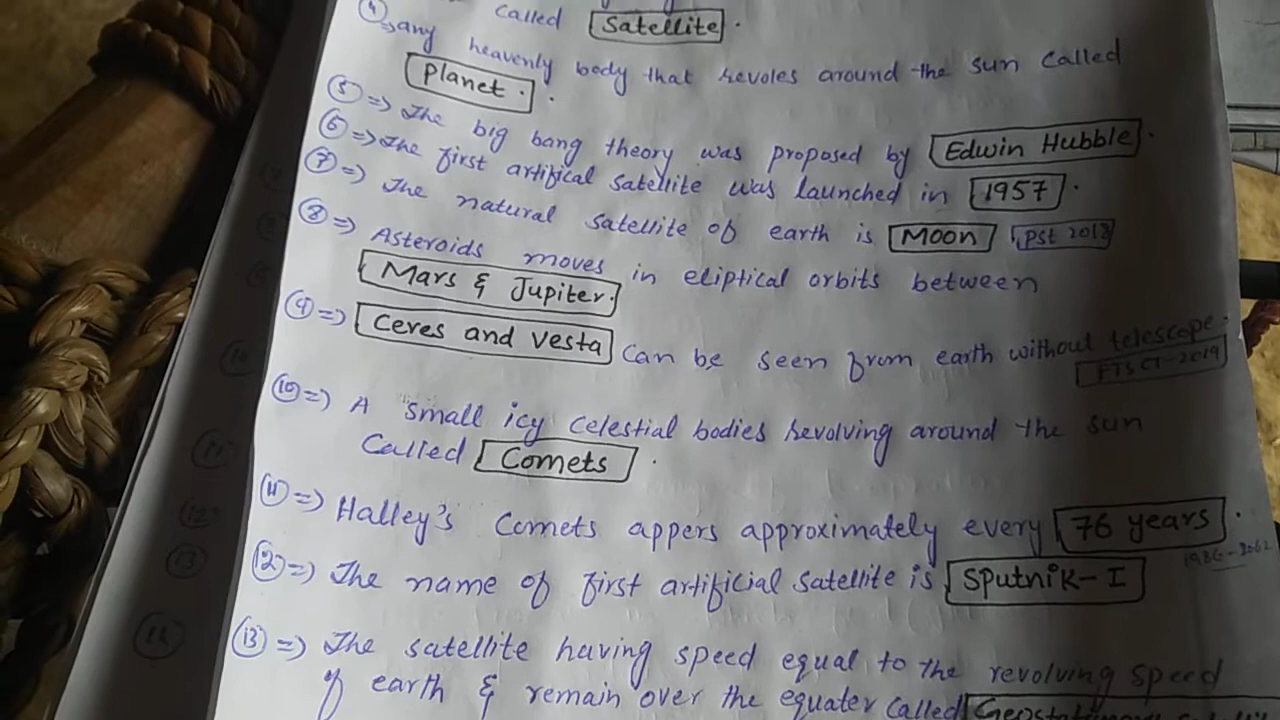 called Satellite.
④ ⇒ any heavenly body that revoles around the sun called
Planet.
⑤ ⇒ The big bang theory was proposed by Edwin Hubble.
⑥ ⇒ The first artifical satellite was launched in 1957.
⑦ ⇒ The natural satellite of earth is Moon Pst 2018
⑧ ⇒ Asteroids moves in eliptical orbits between
Mars & Jupiter.
⑨ ⇒ Ceres and Vesta can be seen from earth without telescope.
FTS CT-2019
⑩ ⇒ A small icy celestial bodies revolving around the sun
called Comets.
⑪ ⇒ Halley's Comets appers approximately every 76 years.
1986-2062
⑫ ⇒ The name of first artificial satellite is Sputnik-I
⑬ ⇒ The satellite having speed equal to the revolving speed
of earth & remain over the equater called